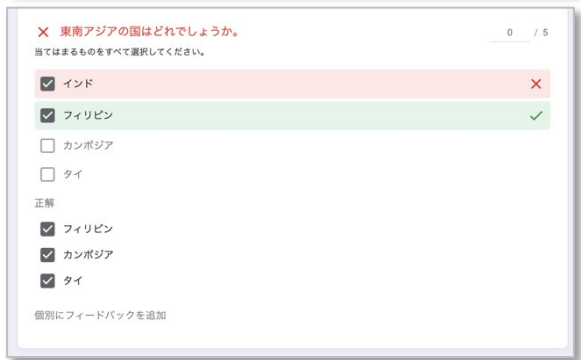 東南アジアの国はどれでしょうか。 0 / 5
当てはまるものをすべて選択してください。
インド
フィリピン
カンボジア
タイ
正解
フィリピン
カンボジア
タイ
個別にフィードバックを追加